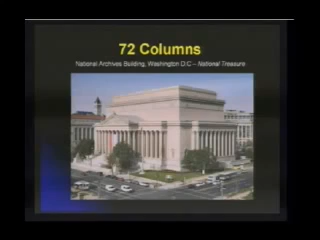 72 Columns
National Archives Building, Washington D.C – National Treasure